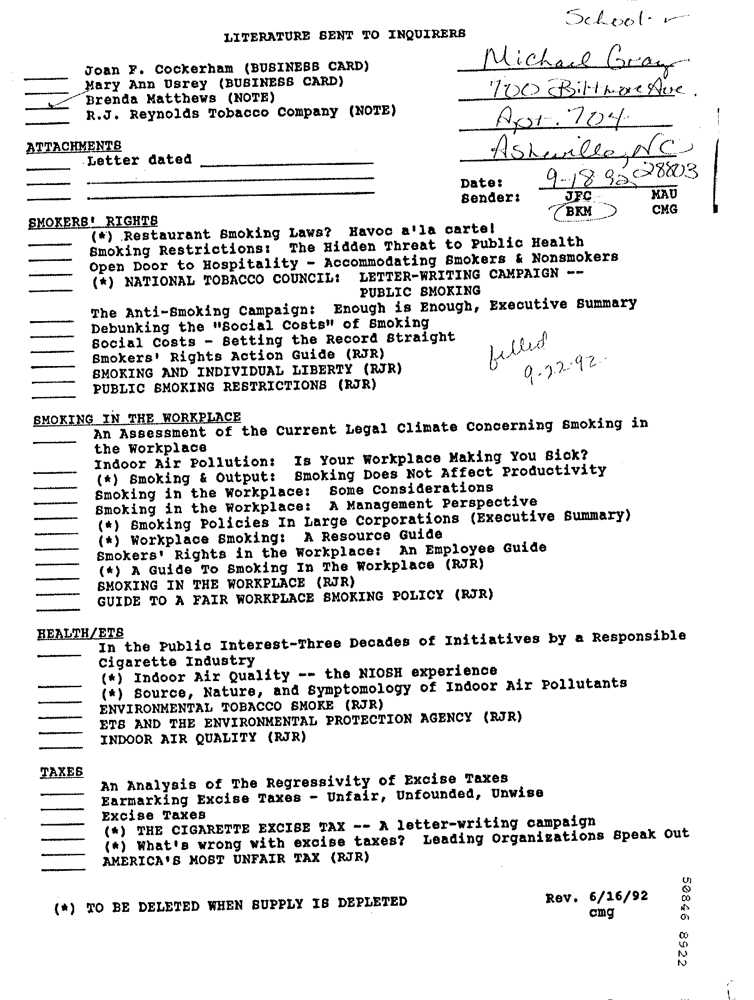 School
LITERATURE SENT TO INQUIRERS
Michael Gray
700 Biltmore Ave.
Apt. 704
Asheville, NC
28803
Joan F. Cockerham (BUSINESS CARD)
Mary Ann Usrey (BUSINESS CARD)
Brenda Matthews (NOTE)
R.J. Reynolds Tobacco Company (NOTE)
ATTACHMENTS
Letter dated
Date: 9-18-92
Sender: JFC MAU
BKM CMG
SMOKERS' RIGHTS
(*) Restaurant Smoking Laws? Havoc a'la carte!
Smoking Restrictions: The Hidden Threat to Public Health
Open Door to Hospitality - Accommodating Smokers & Nonsmokers
(*) NATIONAL TOBACCO COUNCIL: LETTER-WRITING CAMPAIGN --
PUBLIC SMOKING
The Anti-Smoking Campaign: Enough is Enough, Executive Summary
Debunking the "Social Costs" of Smoking
Social Costs - Setting the Record Straight
Smokers' Rights Action Guide (RJR)
SMOKING AND INDIVIDUAL LIBERTY (RJR)
PUBLIC SMOKING RESTRICTIONS (RJR)
filled
9-22-92
SMOKING IN THE WORKPLACE
An Assessment of the Current Legal Climate Concerning Smoking in
the Workplace
Indoor Air Pollution: Is Your Workplace Making You Sick?
(*) Smoking & Output: Smoking Does Not Affect Productivity
Smoking in the Workplace: Some Considerations
Smoking in the Workplace: A Management Perspective
(*) Smoking Policies In Large Corporations (Executive Summary)
(*) Workplace Smoking: A Resource Guide
Smokers' Rights in the Workplace: An Employee Guide
(*) A Guide To Smoking In The Workplace (RJR)
SMOKING IN THE WORKPLACE (RJR)
GUIDE TO A FAIR WORKPLACE SMOKING POLICY (RJR)
HEALTH/ETS
In the Public Interest-Three Decades of Initiatives by a Responsible
Cigarette Industry
(*) Indoor Air Quality -- the NIOSH experience
(*) Source, Nature, and Symptomology of Indoor Air Pollutants
ENVIRONMENTAL TOBACCO SMOKE (RJR)
ETS AND THE ENVIRONMENTAL PROTECTION AGENCY (RJR)
INDOOR AIR QUALITY (RJR)
TAXES
An Analysis of The Regressivity of Excise Taxes
Earmarking Excise Taxes - Unfair, Unfounded, Unwise
Excise Taxes
(*) THE CIGARETTE EXCISE TAX -- A letter-writing campaign
(*) What's wrong with excise taxes? Leading Organizations Speak Out
AMERICA'S MOST UNFAIR TAX (RJR)
(*) TO BE DELETED WHEN SUPPLY IS DEPLETED
Rev. 6/16/92
cmg
50846 8922